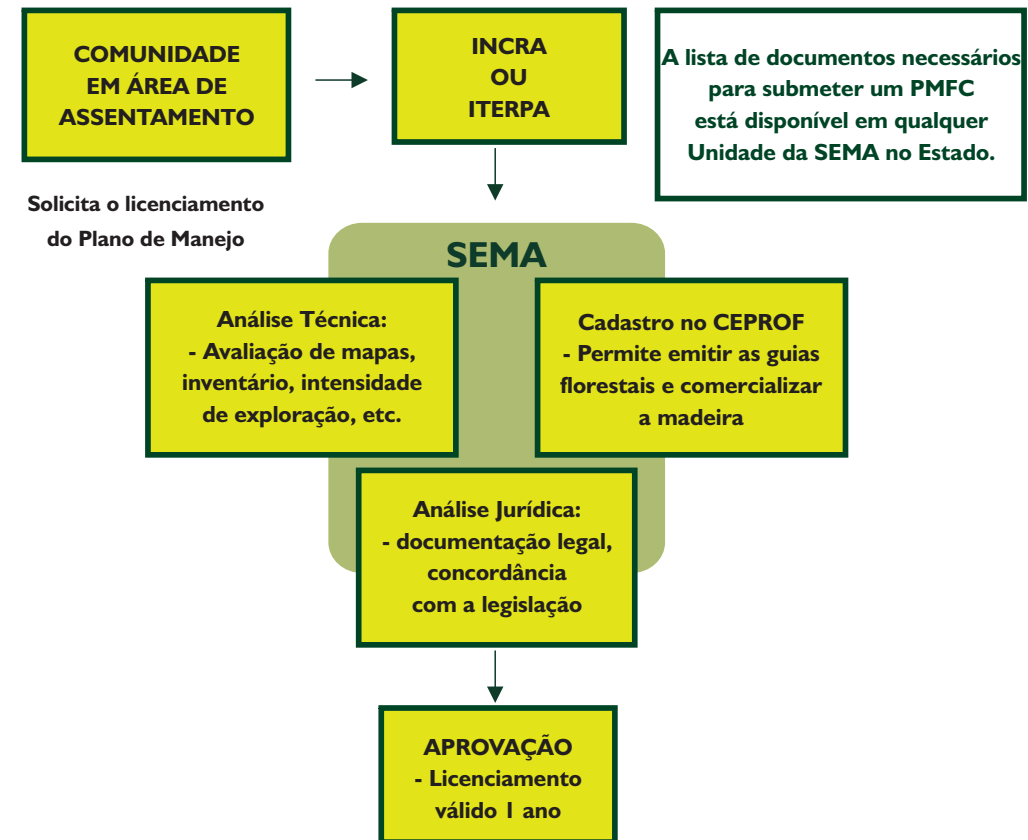 COMUNIDADE
EM ÁREA DE
ASSENTAMENTO
INCRA
OU
ITERPA
A lista de documentos necessários
para submeter um PMFC
está disponível em qualquer
Unidade da SEMA no Estado.
Solicita o licenciamento
do Plano de Manejo
SEMA
Análise Técnica:
- Avaliação de mapas,
inventário, intensidade
de exploração, etc.
Cadastro no CEPROF
- Permite emitir as guias
florestais e comercializar
a madeira
Análise Jurídica:
- documentação legal,
concordância
com a legislação
APROVAÇÃO
- Licenciamento
válido 1 ano